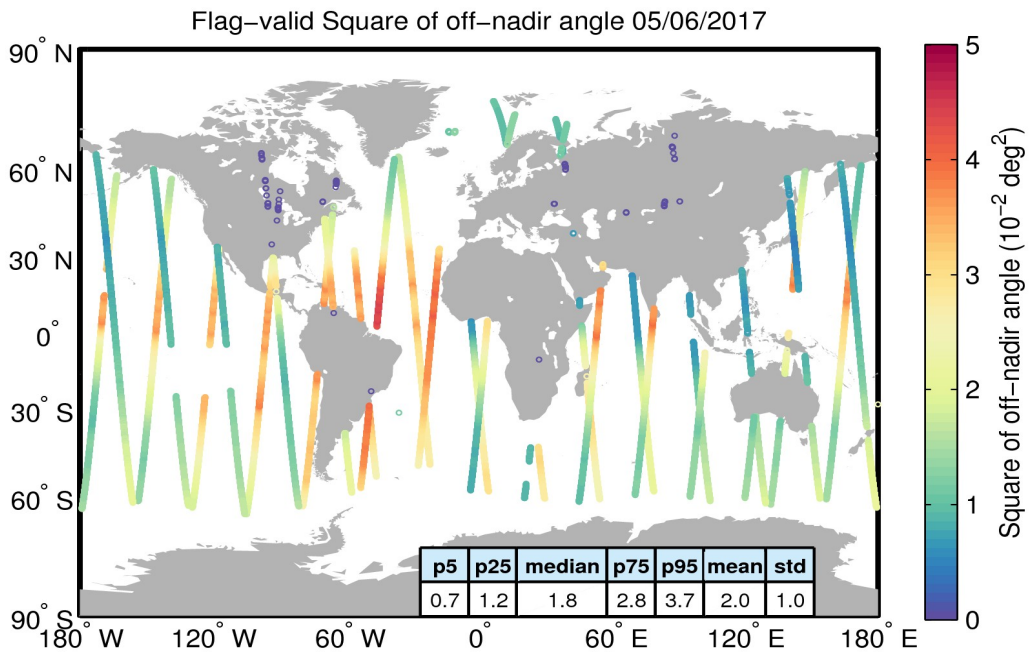 Flag−valid Square of off−nadir angle 05/06/2017
90° N
60° N
30° N
0°
30° S
60° S
90° S
180° W
120° W
60° W
0°
60° E
120° E
180° E
p5 p25 median p75 p95 mean std
0.7 1.2 1.8 2.8 3.7 2.0 1.0
5
4
3
2
1
0
Square of off−nadir angle (10⁻² deg²)